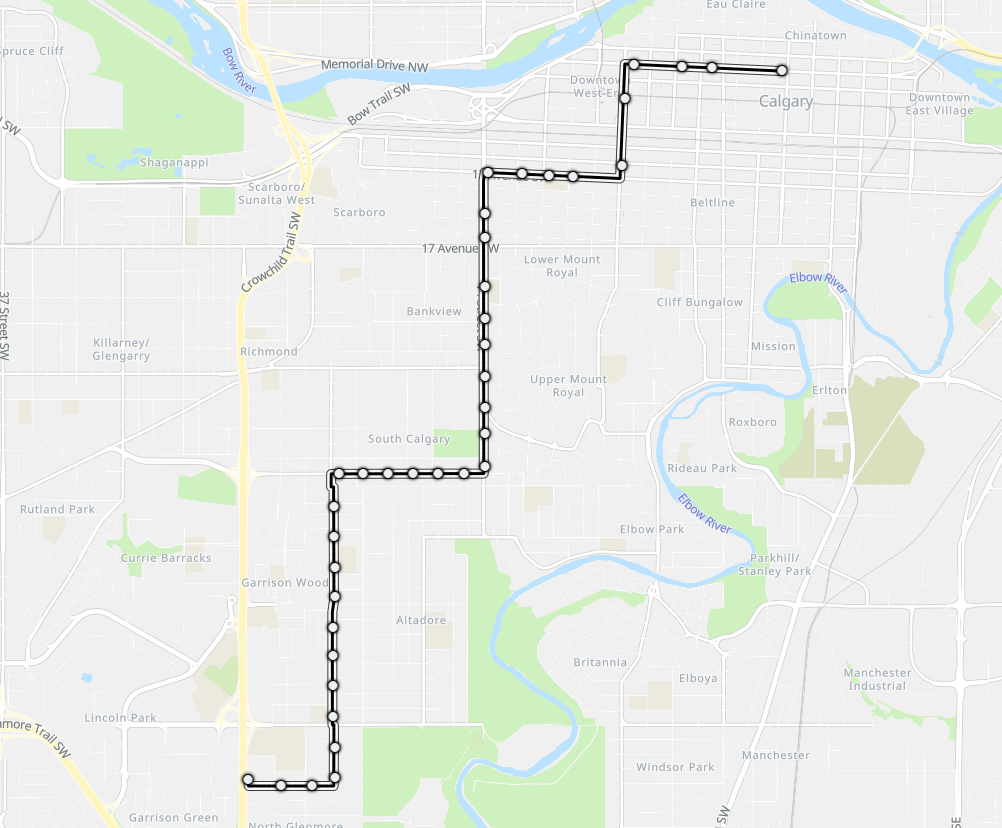 Eau Claire
Chinatown
Spruce Cliff
Memorial Drive NW
Bow River
Bow Trail SW
Downtow
West En
Calgary
Downtown
East Village
SW
Shaganappi
Scarboro/
Sunalta West
Scarboro
Beltline
17 Avenue
W
Crowchild Trail SW
Lower Mount
Royal
Elbow River
Cliff Bungalow
37 Street SW
Bankview
Killarney/
Glengarry
Richmond
Mission
Upper Mount
Royal
Erlton
Roxboro
South Calgary
Rideau Park
Rutland Park
Elbow River
Elbow Park
Currie Barracks
Parkhill/
Stanley Park
Garrison Wood
Altadore
Britannia
Elboya
Manchester
Industrial
Lincoln Park
nmore Trail SW
Windsor Park
Manchester
Garrison Green
North Glenmore
SW
SE